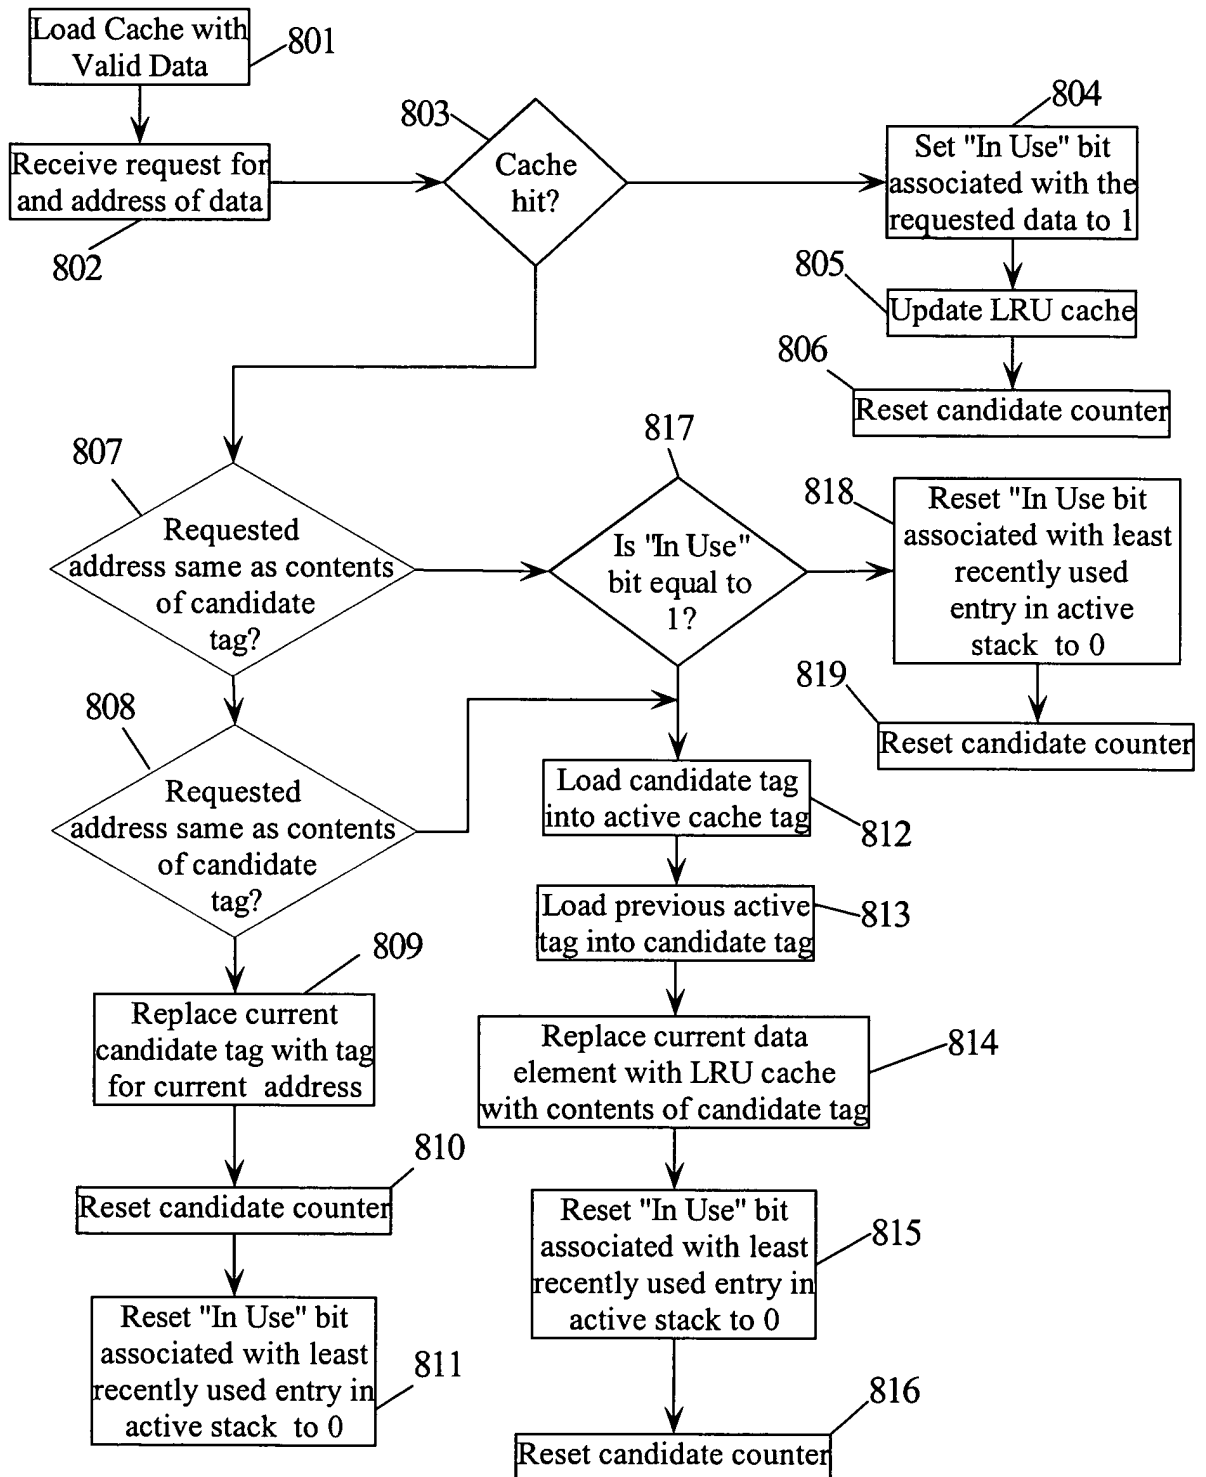 Load Cache with
Valid Data
801
Receive request for
and address of data
802
803
Cache
hit?
804
Set "In Use" bit
associated with the
requested data to 1
805
Update LRU cache
806
Reset candidate counter
807
Requested
address same as contents
of candidate
tag?
817
Is "In Use"
bit equal to
1?
818
Reset "In Use bit
associated with least
recently used
entry in active
stack to 0
819
Reset candidate counter
808
Requested
address same as contents
of candidate
tag?
809
Replace current
candidate tag with tag
for current address
810
Reset candidate counter
Reset "In Use" bit
associated with least
recently used entry in
active stack to 0
811
Load candidate tag
into active cache tag
812
Load previous active
tag into candidate tag
813
Replace current data
element with LRU cache
with contents of candidate tag
814
Reset "In Use" bit
associated with least
recently used entry in
active stack to 0
815
816
Reset candidate counter